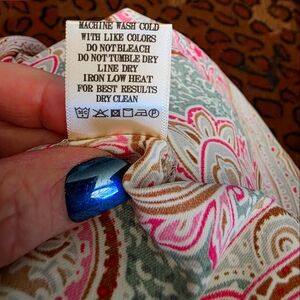 MACHINE WASH COLD
WITH LIKE COLORS
DO NOT BLEACH
DO NOT TUMBLE DRY
LINE DRY
IRON LOW HEAT
FOR BEST RESULTS
DRY CLEAN